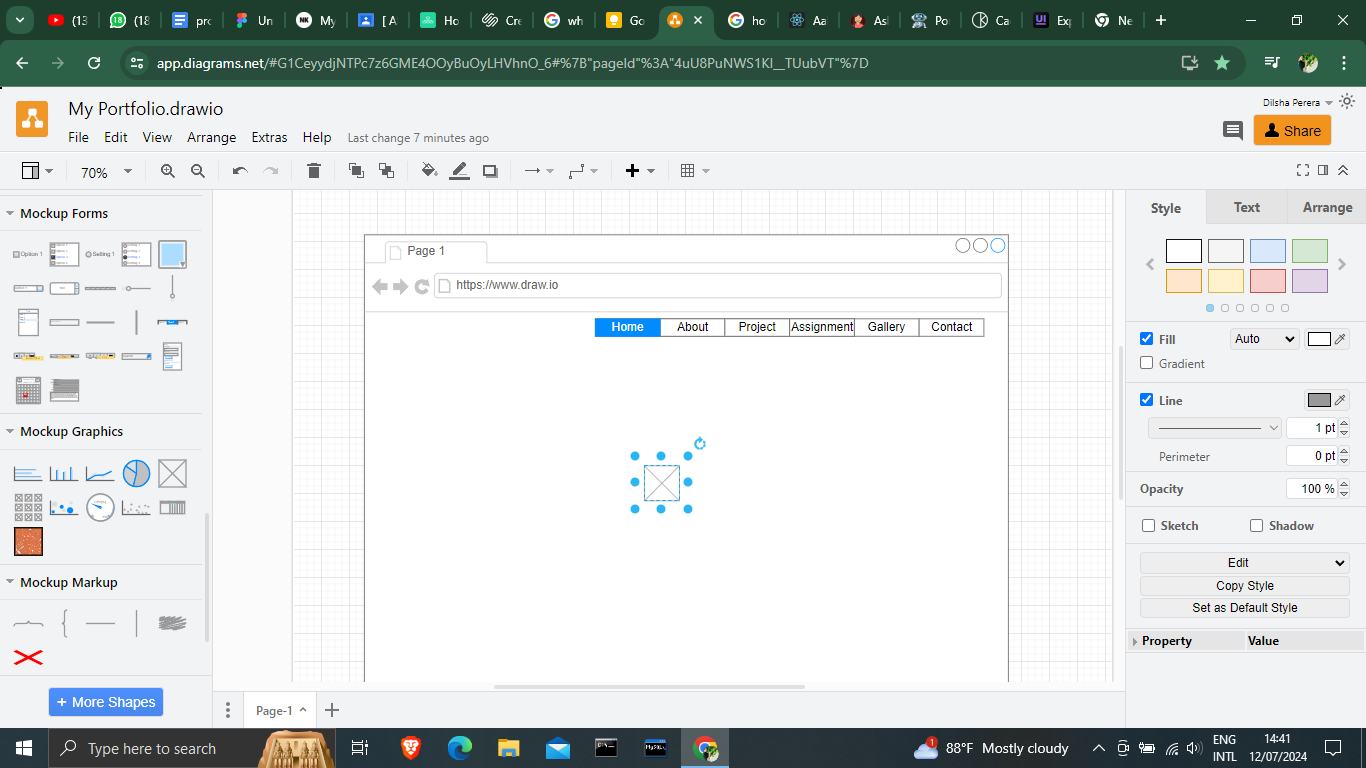 (13
(18
pro
Un
My
[ A
Ho
Cre
wh
Go
ho
Aa
Asl
Po
Ca
Exp
Ne
app.diagrams.net/#G1CeyydjNTPc7z6GME4OOyBuOyLHVhnO_6#%7B"pageId"%3A"4uU8PuNWS1KI__TUubVT"%7D
My Portfolio.drawio
Dilsha Perera
File Edit View Arrange Extras Help Last change 7 minutes ago
Share
70%
Mockup Forms
Option 1
Setting 1
Mockup Graphics
Mockup Markup
+ More Shapes
Page 1
https://www.draw.io
Home About Project Assignment Gallery Contact
Page-1
Style Text Arrange
Fill Auto
Gradient
Line
1 pt
Perimeter 0 pt
Opacity 100 %
Sketch Shadow
Edit
Copy Style
Set as Default Style
Property Value
Type here to search
1
88°F Mostly cloudy
ENG
INTL
14:41
12/07/2024